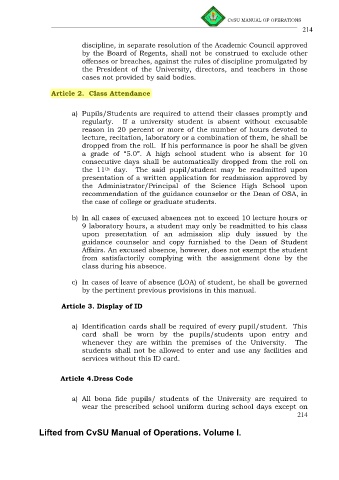 CvSU MANUAL OF OPERATIONS
214
discipline, in separate resolution of the Academic Council approved
by the Board of Regents, shall not be construed to exclude other
offenses or breaches, against the rules of discipline promulgated by
the President of the University, directors, and teachers in those
cases not provided by said bodies.
Article 2. Class Attendance
a) Pupils/Students are required to attend their classes promptly and
regularly. If a university student is absent without excusable
reason in 20 percent or more of the number of hours devoted to
lecture, recitation, laboratory or a combination of them, he shall be
dropped from the roll. If his performance is poor he shall be given
a grade of “5.0”. A high school student who is absent for 10
consecutive days shall be automatically dropped from the roll on
the 11th day. The said pupil/student may be readmitted upon
presentation of a written application for readmission approved by
the Administrator/Principal of the Science High School upon
recommendation of the guidance counselor or the Dean of OSA, in
the case of college or graduate students.
b) In all cases of excused absences not to exceed 10 lecture hours or
9 laboratory hours, a student may only be readmitted to his class
upon presentation of an admission slip duly issued by the
guidance counselor and copy furnished to the Dean of Student
Affairs. An excused absence, however, does not exempt the student
from satisfactorily complying with the assignment done by the
class during his absence.
c) In cases of leave of absence (LOA) of student, he shall be governed
by the pertinent previous provisions in this manual.
Article 3. Display of ID
a) Identification cards shall be required of every pupil/student. This
card shall be worn by the pupils/students upon entry and
whenever they are within the premises of the University. The
students shall not be allowed to enter and use any facilities and
services without this ID card.
Article 4.Dress Code
a) All bona fide pupils/ students of the University are required to
wear the prescribed school uniform during school days except on
214
Lifted from CvSU Manual of Operations. Volume I.